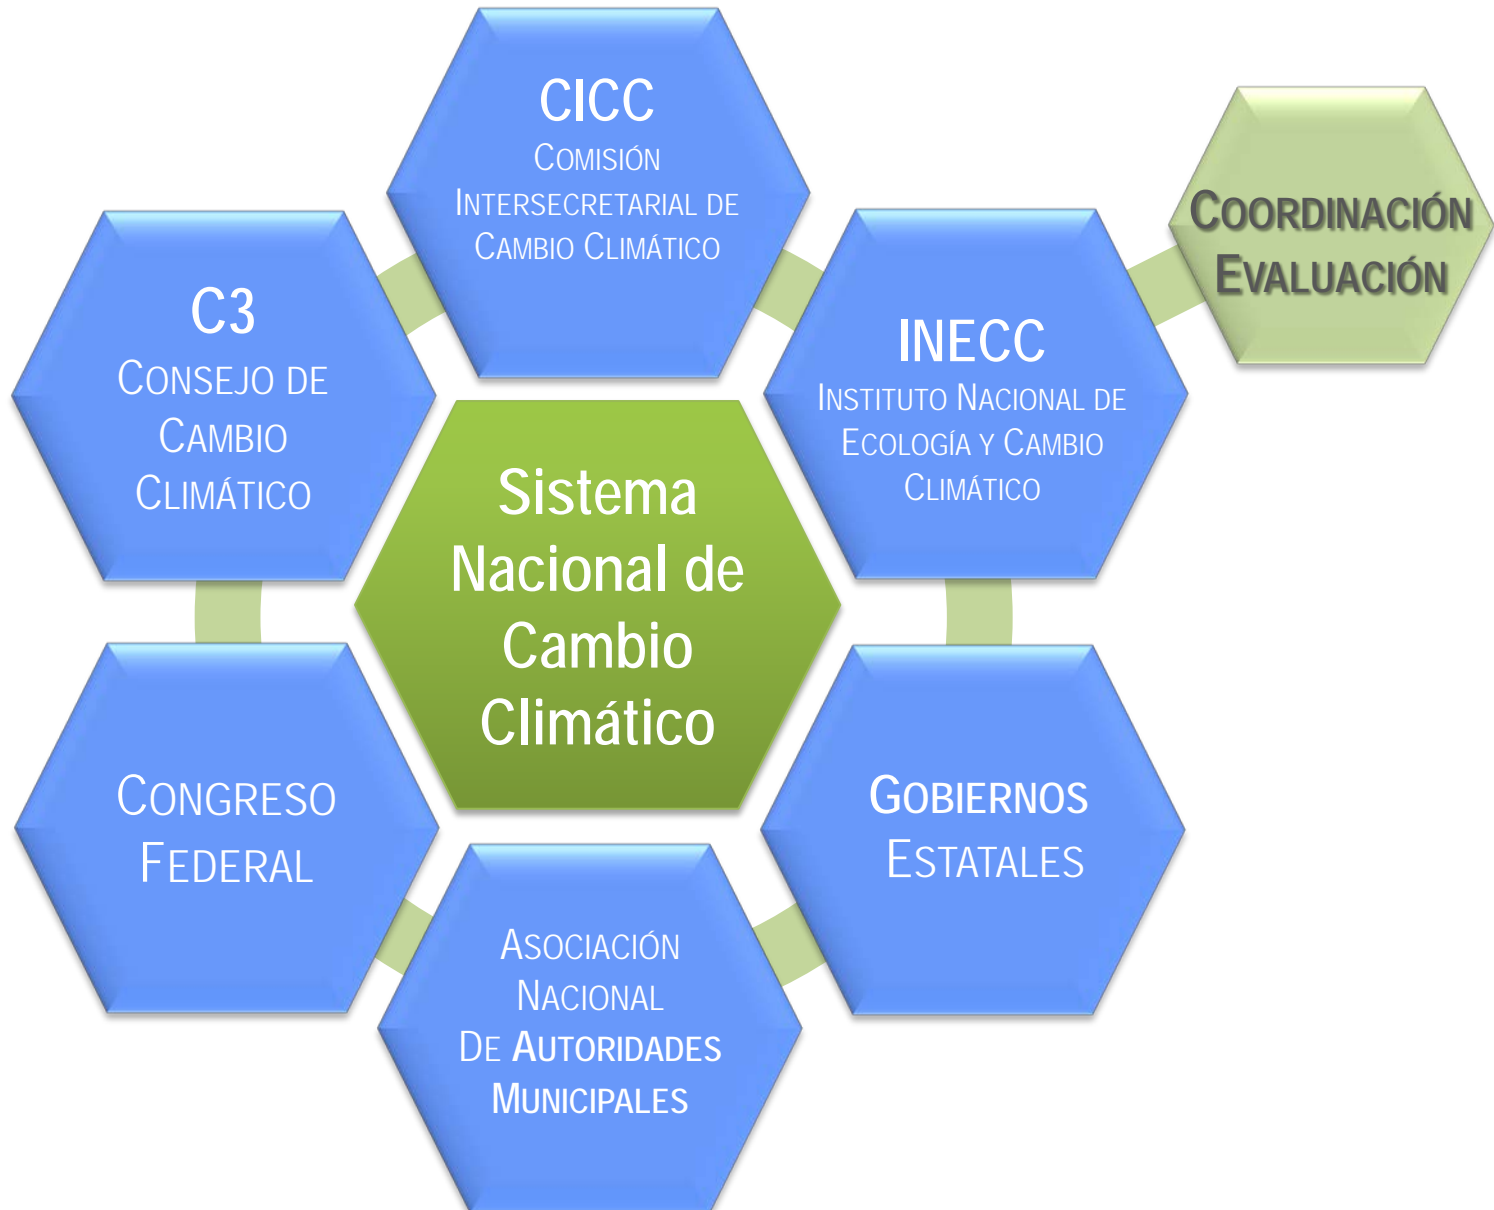 CICC
COMISIÓN
INTERSECRETARIAL DE
CAMBIO CLIMÁTICO
COORDINACIÓN
EVALUACIÓN
C3
CONSEJO DE
CAMBIO
CLIMÁTICO
INECC
INSTITUTO NACIONAL DE
ECOLOGÍA Y CAMBIO
CLIMÁTICO
Sistema
Nacional de
Cambio
Climático
CONGRESO
FEDERAL
GOBIERNOS
ESTATALES
ASOCIACIÓN
NACIONAL
DE AUTORIDADES
MUNICIPALES